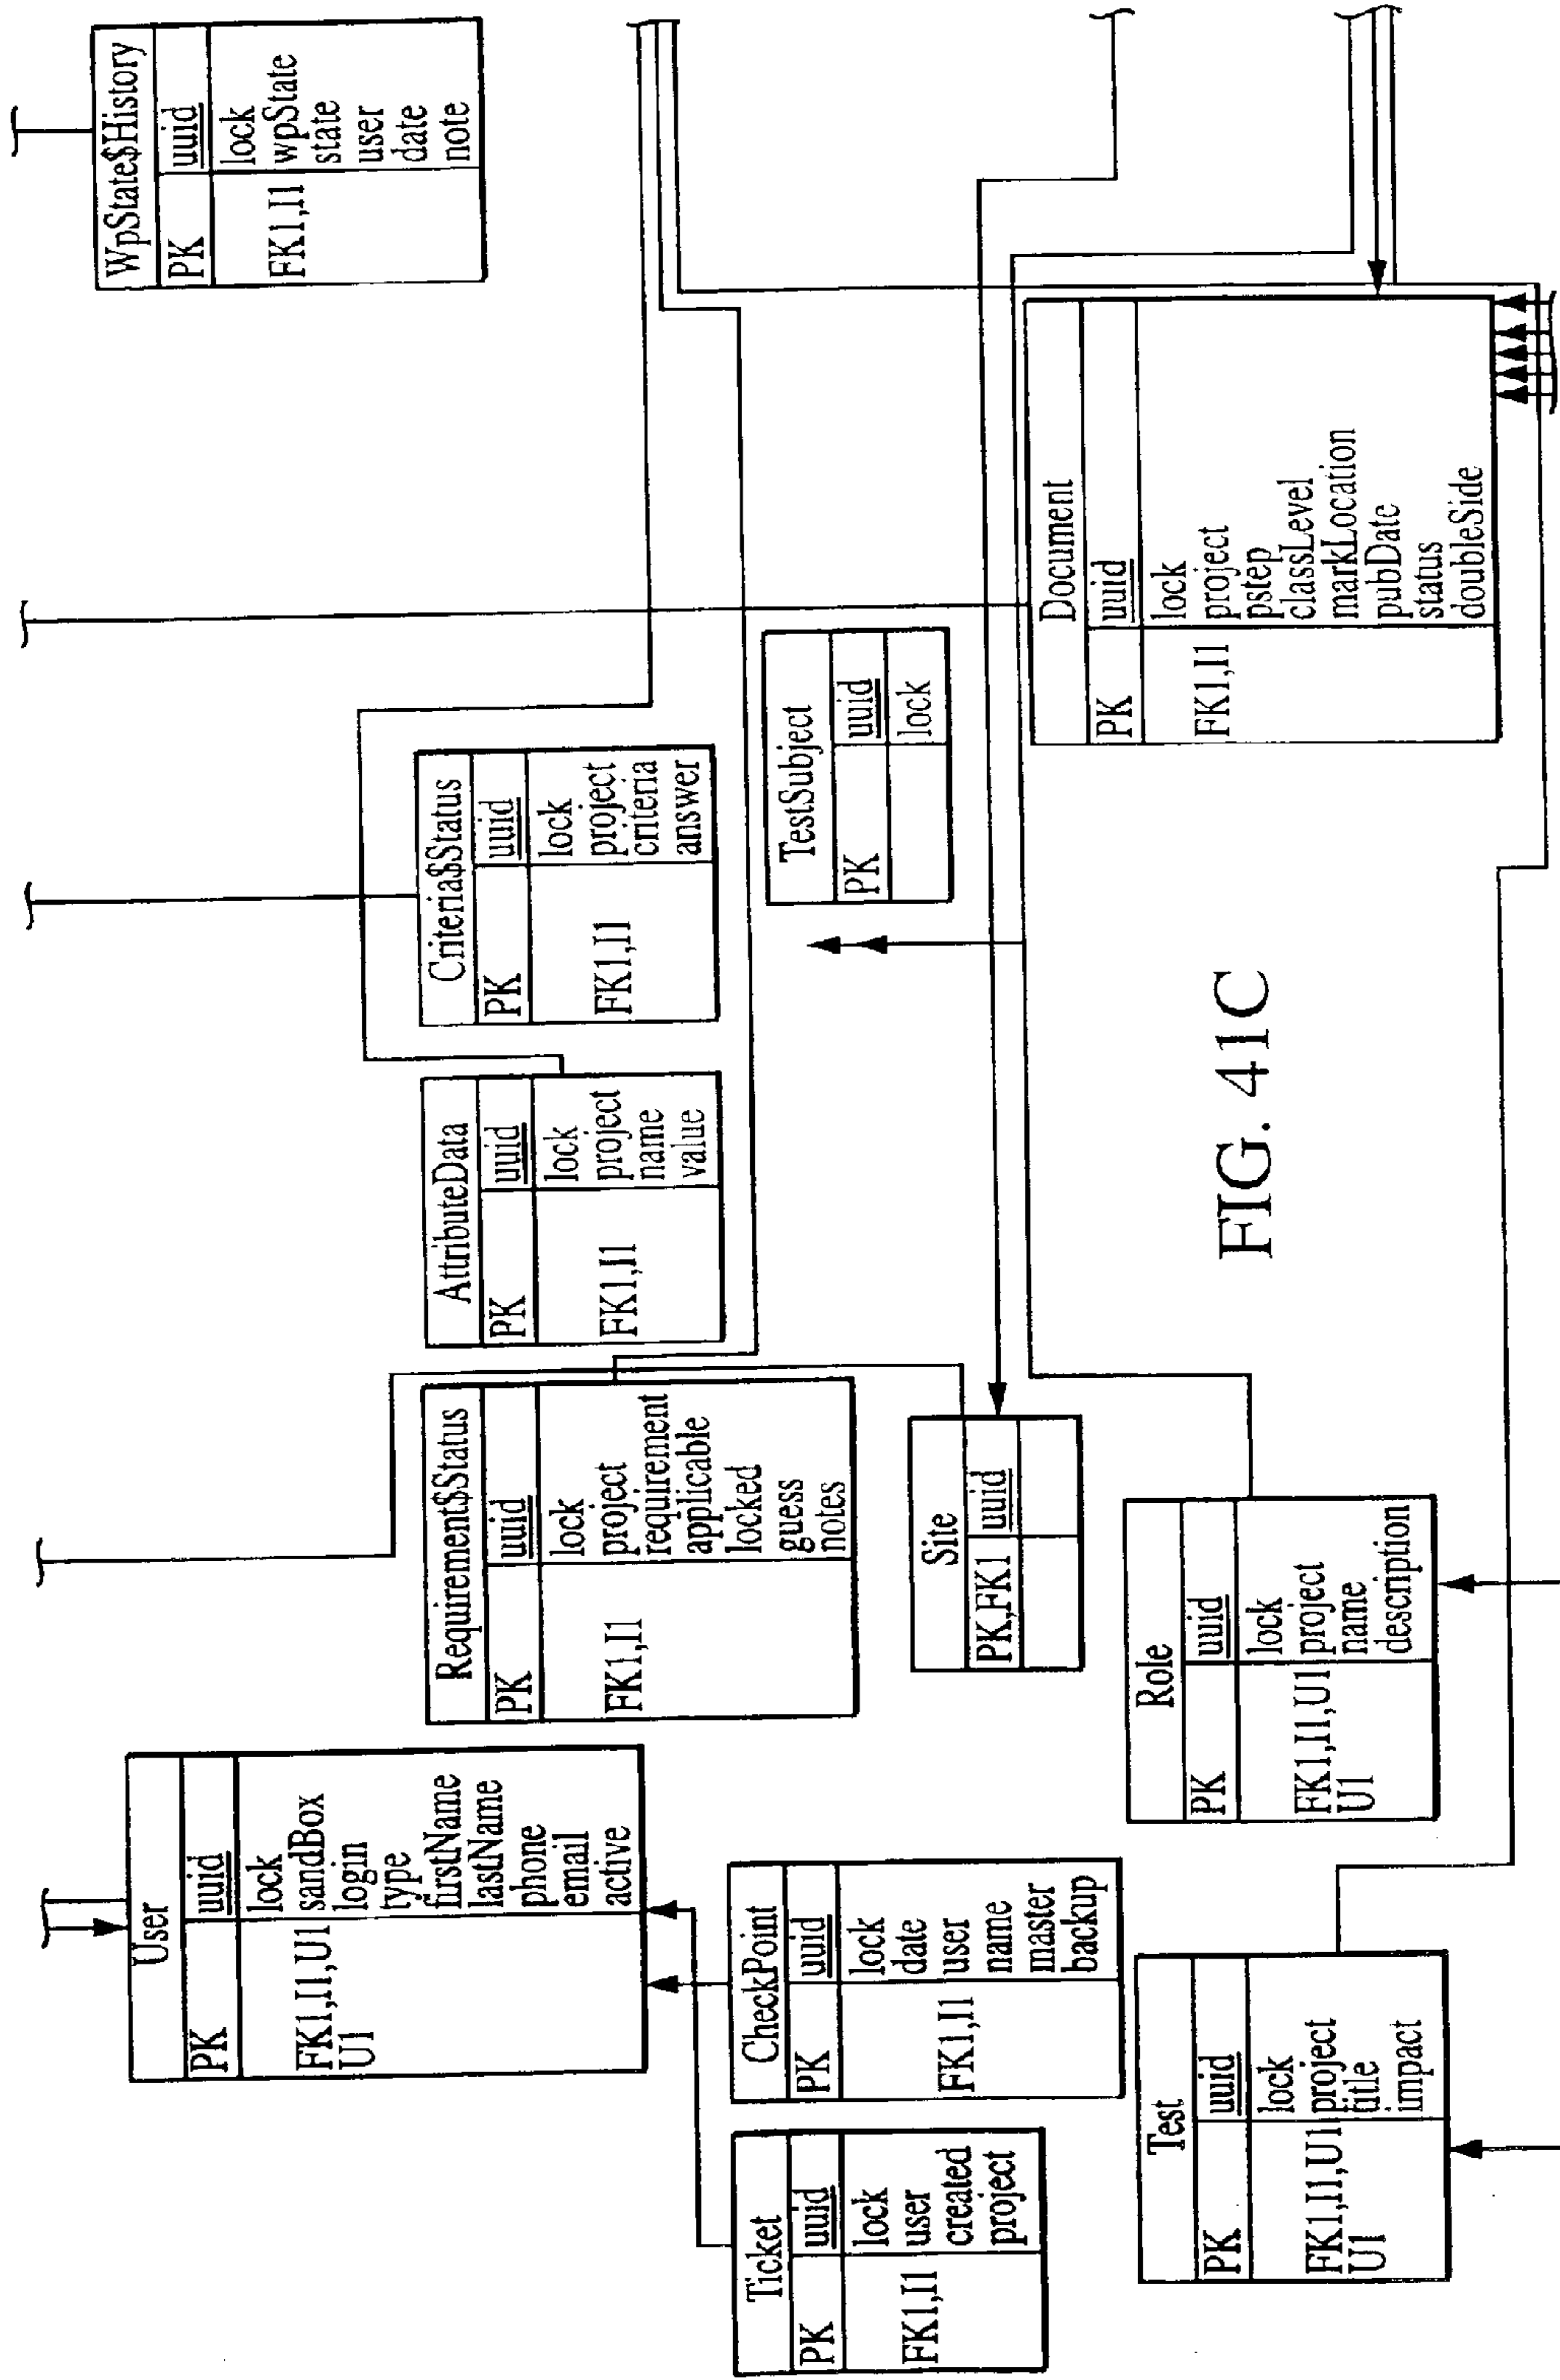 WpState$History
PK uuid
lock
FK1,I1 wpState
state
user
date
note
User
PK uuid
lock
FK1,I1,U1 sandBox
U1 login
type
firstName
lastName
phone
email
active
Requirement$Status
PK uuid
lock
FK1,I1 project
requirement
applicable
locked
guess
notes
AttributeData
PK uuid
lock
FK1,I1 project
name
value
Criteria$Status
PK uuid
lock
FK1,I1 project
criteria
answer
Ticket
PK uuid
lock
FK1,I1 user
created
project
CheckPoint
PK uuid
lock
date
FK1,I1 user
name
master
backup
Site
PK,FK1 uuid
TestSubject
PK uuid
lock
Test
PK uuid
lock
FK1,I1,U1 project
U1 title
impact
Role
PK uuid
lock
FK1,I1,U1 project
U1 name
description
Document
PK uuid
lock
FK1,I1 project
pstep
classLevel
markLocation
pubDate
status
doubleSide
FIG. 41C